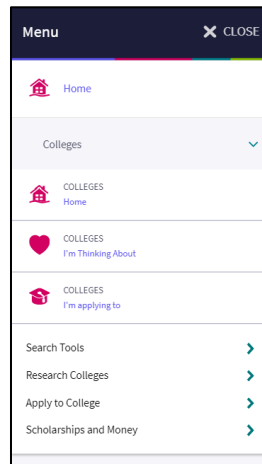 Menu
CLOSE
Home
Colleges
COLLEGES
Home
COLLEGES
I'm Thinking About
COLLEGES
I'm applying to
Search Tools
Research Colleges
Apply to College
Scholarships and Money